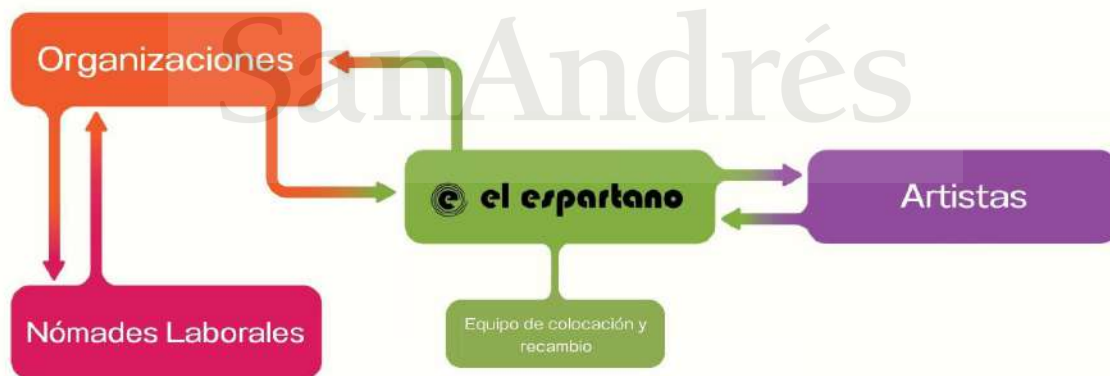 SanAndrés
Organizaciones
e el espartano
Artistas
Nómades Laborales
Equipo de colocación y
recambio